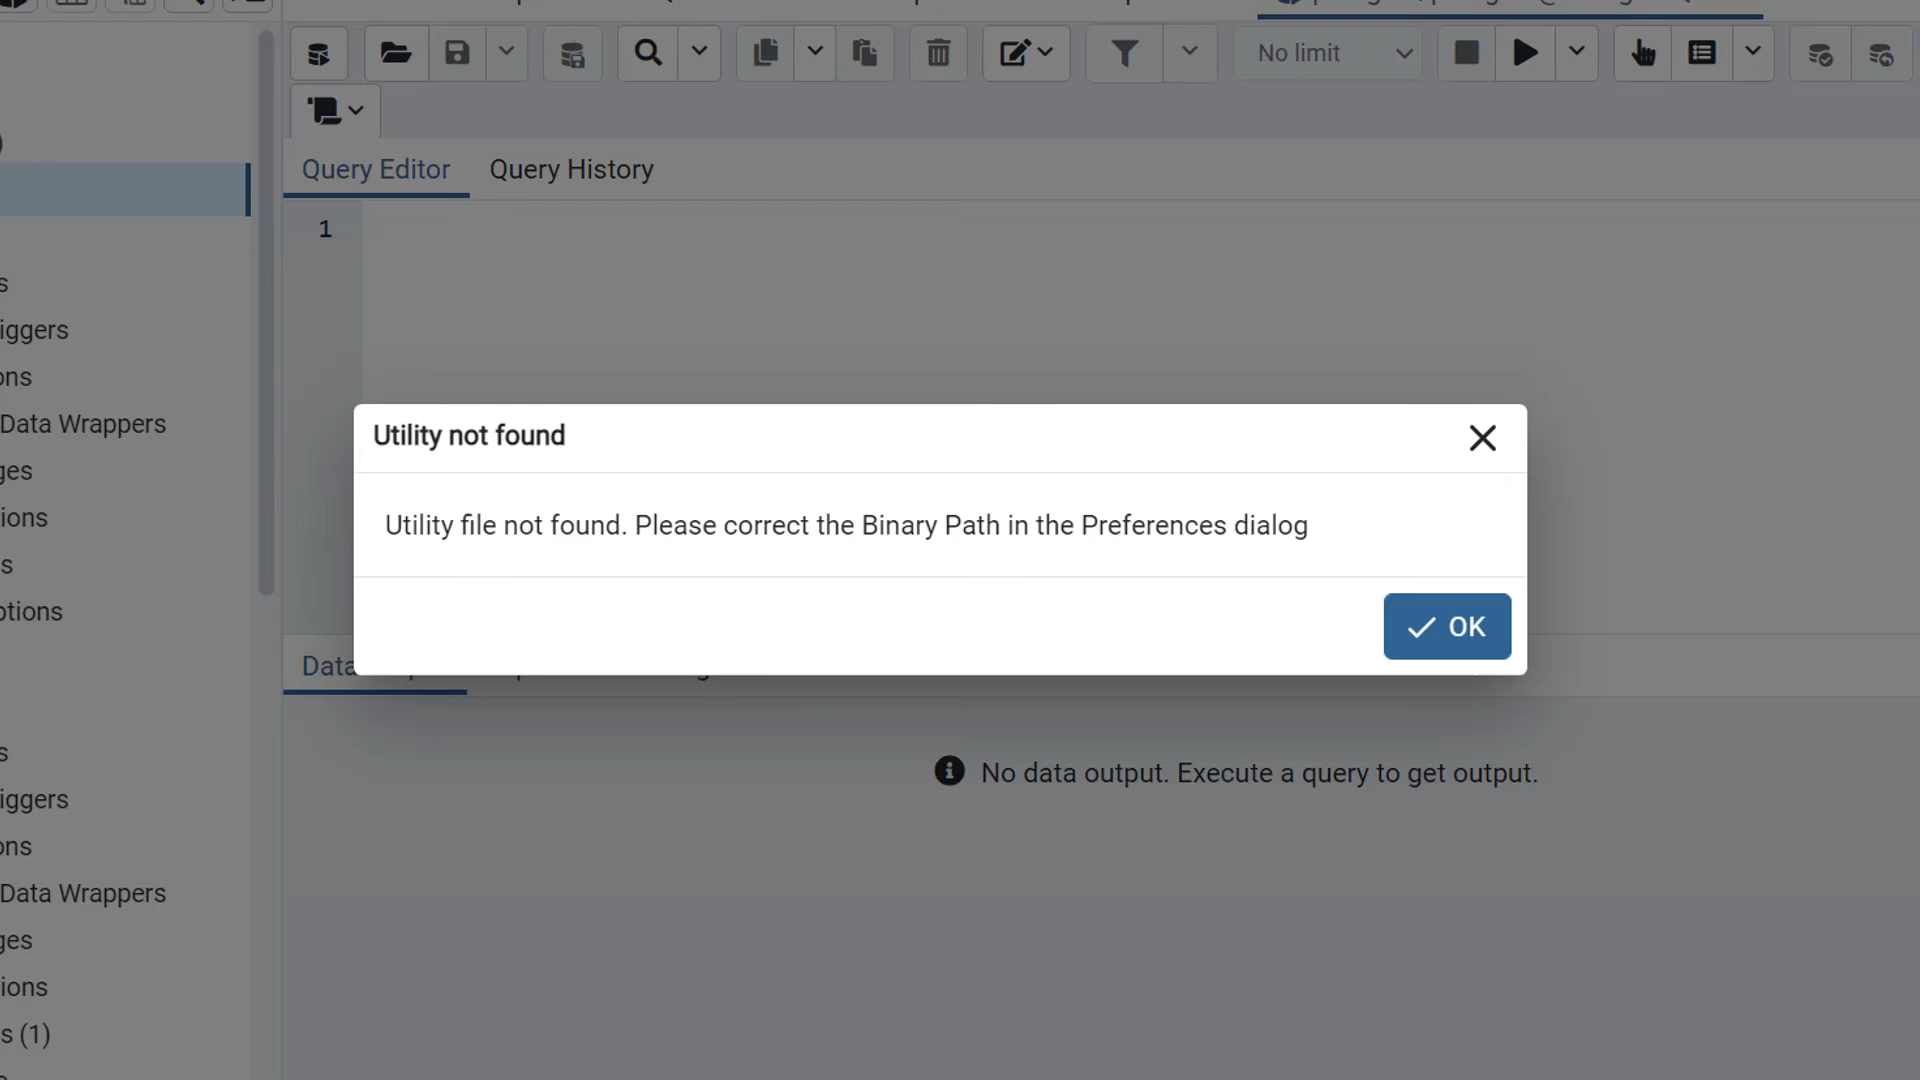 No limit
Query Editor Query History
1
s
iggers
ons
Data Wrappers
ges
ions
s
ptions
Utility not found
Utility file not found. Please correct the Binary Path in the Preferences dialog
OK
Data
No data output. Execute a query to get output.
s
iggers
ons
Data Wrappers
ges
ions
s (1)